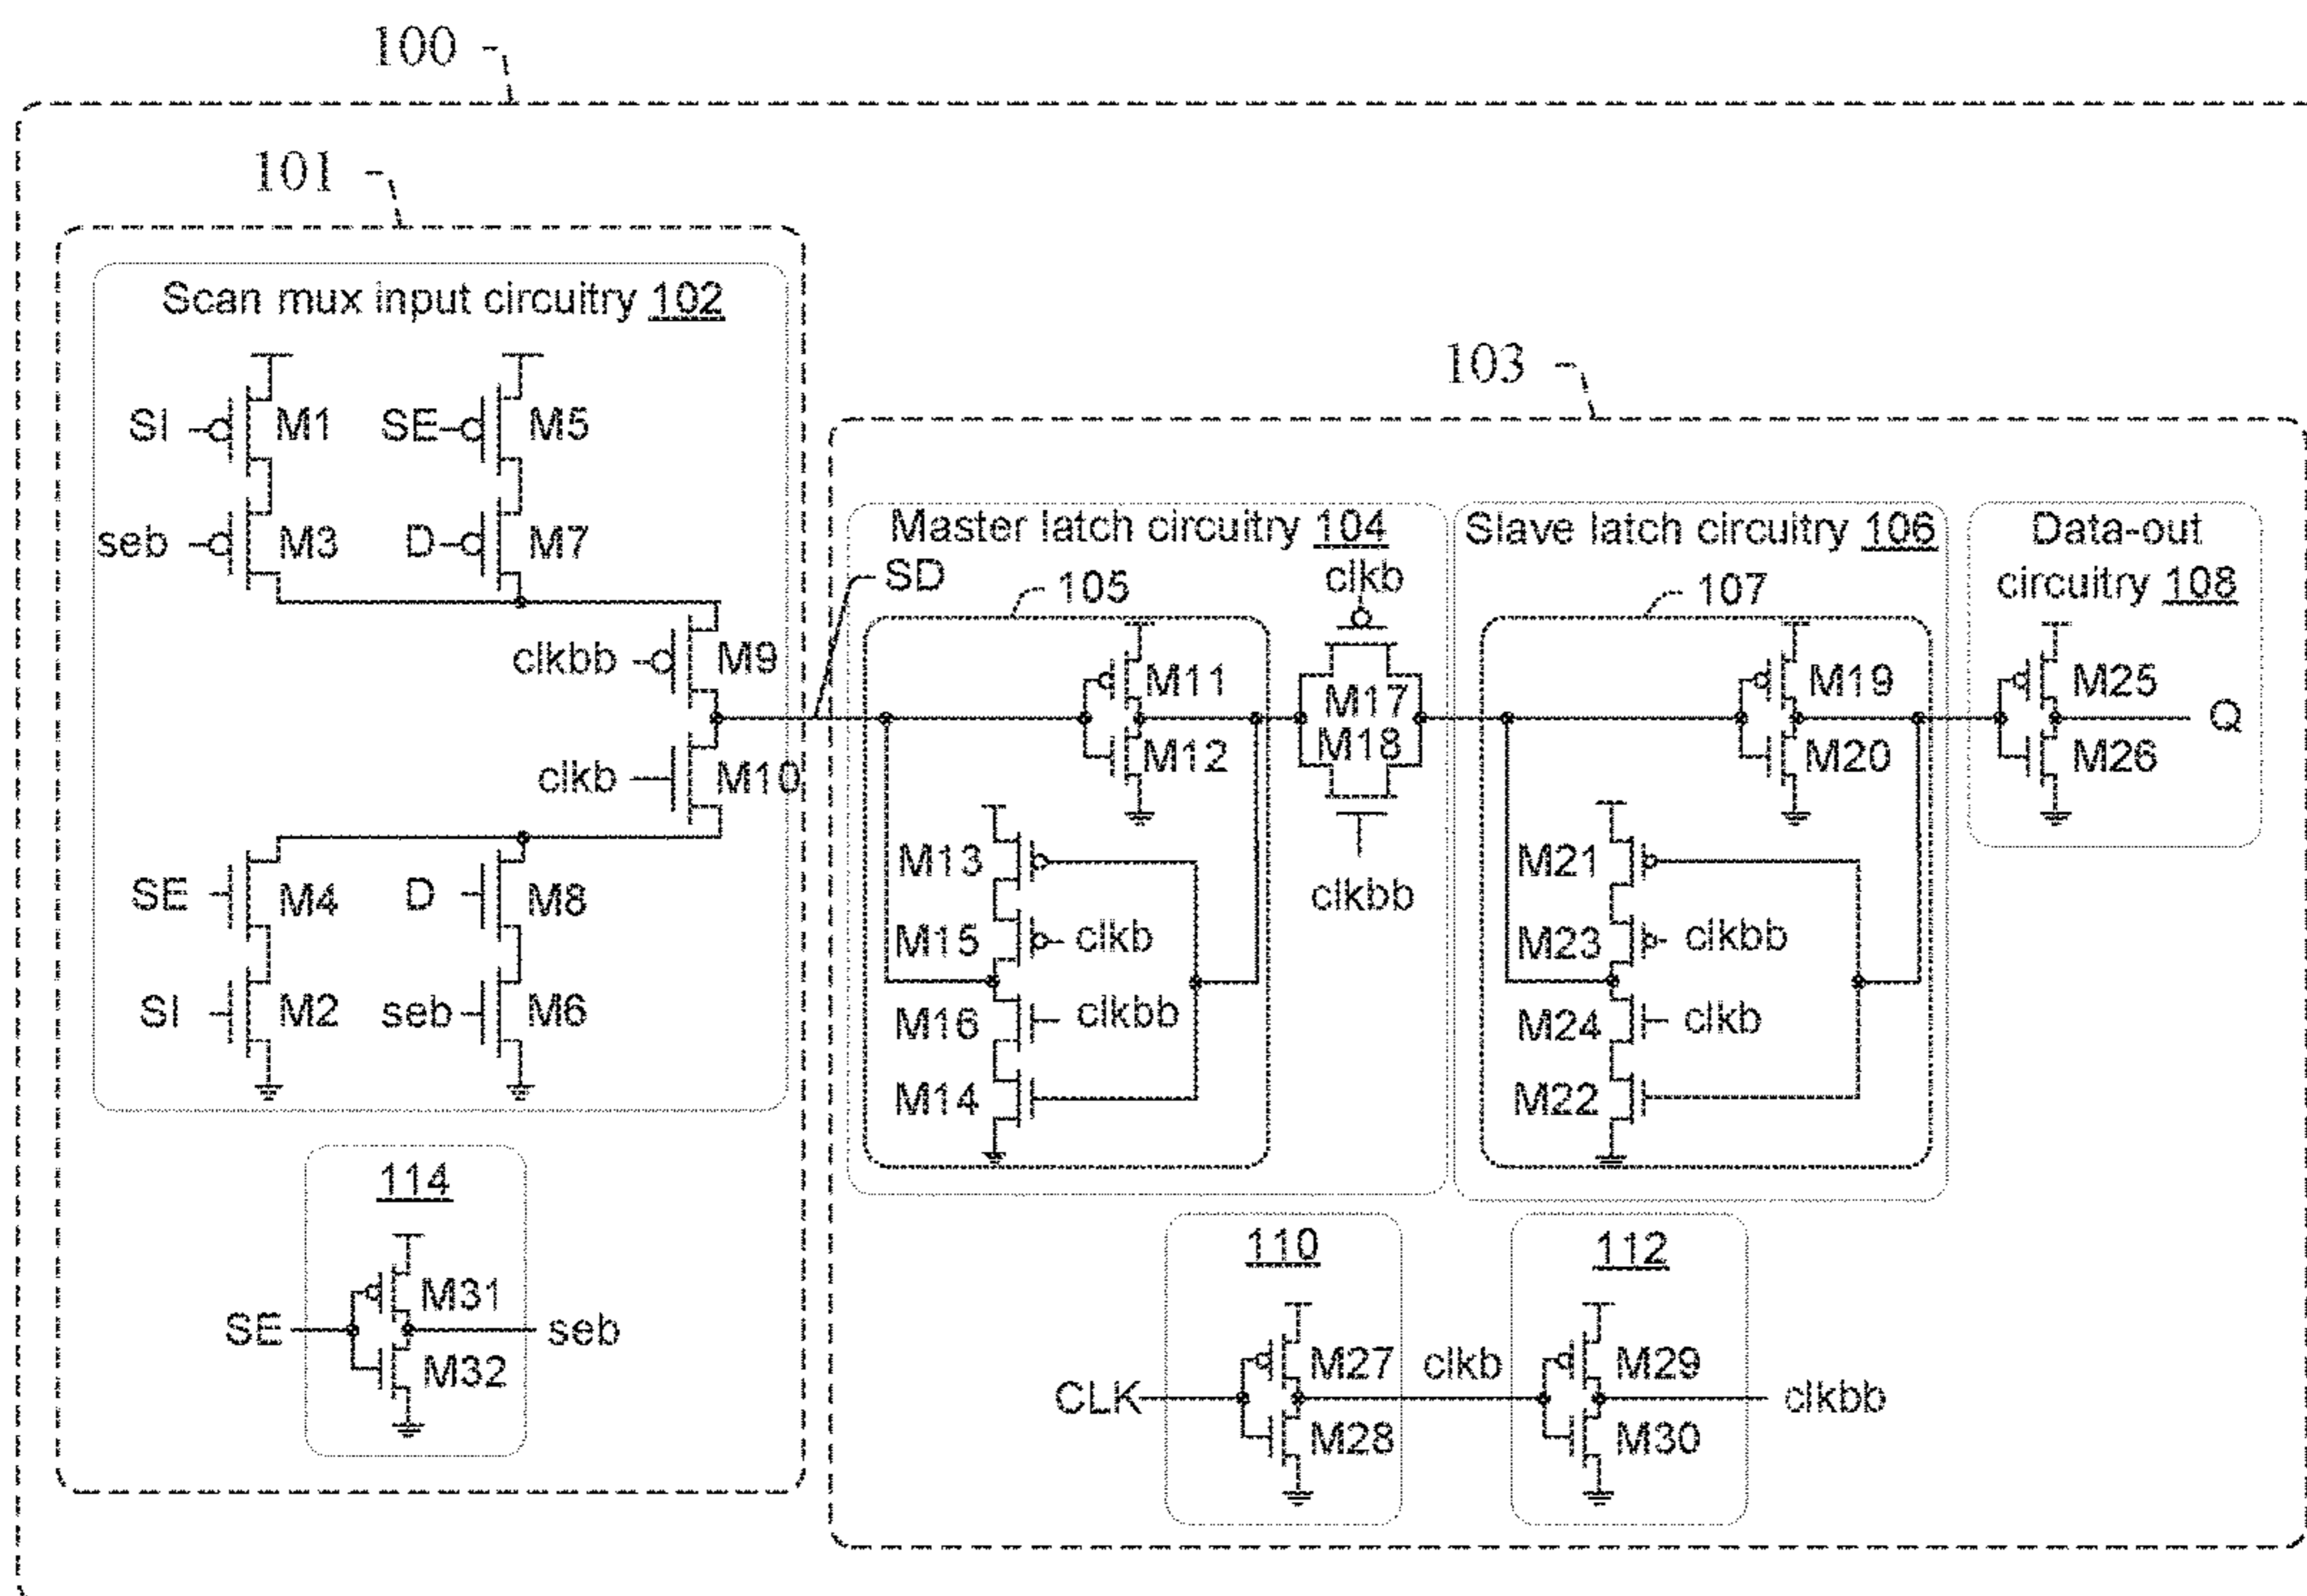 100
101
Scan mux input circuitry 102
SI M1 SE M5
seb M3 D M7
clkbb M9
clkb M10
SE M4 D M8
SI M2 seb M6
114
SE M31 seb
M32
103
SD
Master latch circuitry 104
105
clkb
M11
M12
M17
M18
clkbb
M13
M15 clkb
M16 clkbb
M14
Slave latch circuitry 106
107
M19
M20
M21
M23 clkbb
M24 clkb
M22
Data-out
circuitry 108
M25
Q
M26
110
CLK M27 clkb
M28
112
M29 clkbb
M30